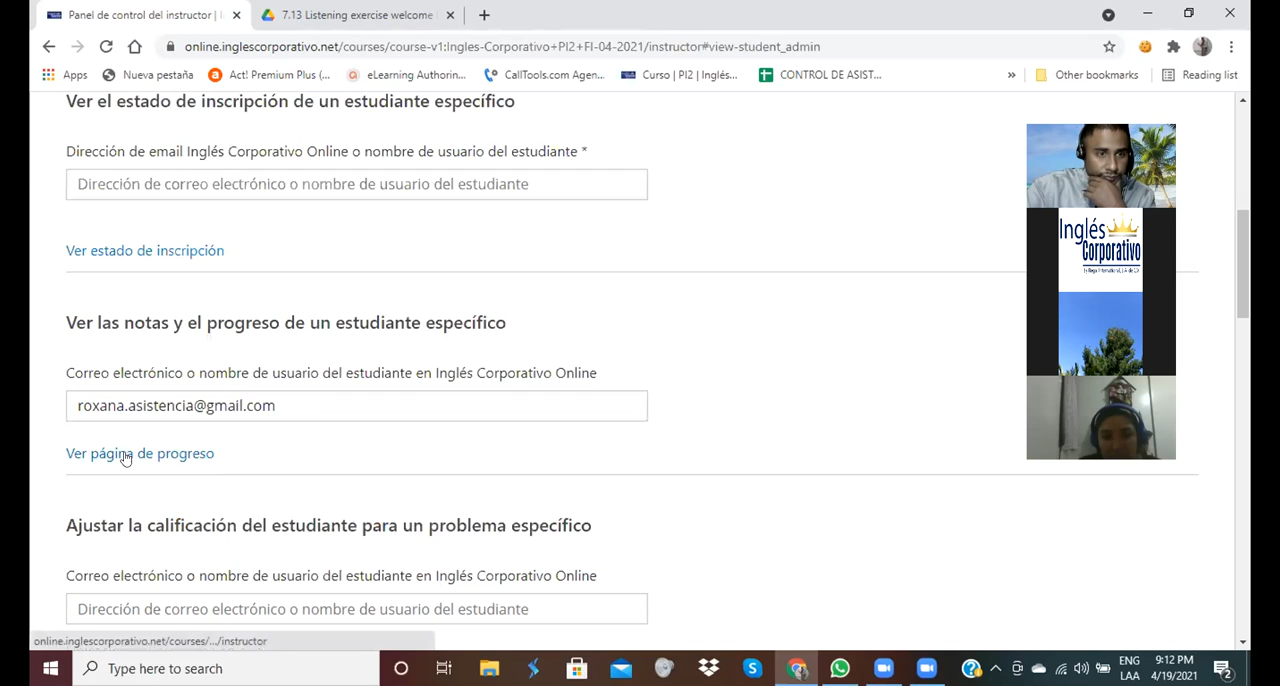 Panel de control del instructor |
7.13 Listening exercise welcome
online.inglescorporativo.net/courses/course-v1:Ingles-Corporativo+PI2+FI-04-2021/instructor#view-student_admin
Apps
Nueva pestaña
Act! Premium Plus (...
eLearning Authorin...
CallTools.com Agen...
Curso | PI2 | Inglés...
CONTROL DE ASIST...
»
Other bookmarks
Reading list
Ver el estado de inscripción de un estudiante específico
Dirección de email Inglés Corporativo Online o nombre de usuario del estudiante *
Dirección de correo electrónico o nombre de usuario del estudiante
Ver estado de inscripción
Inglés
Corporativo
Ver las notas y el progreso de un estudiante específico
Correo electrónico o nombre de usuario del estudiante en Inglés Corporativo Online
roxana.asistencia@gmail.com
Ver página de progreso
Ajustar la calificación del estudiante para un problema específico
Correo electrónico o nombre de usuario del estudiante en Inglés Corporativo Online
Dirección de correo electrónico o nombre de usuario del estudiante
online.inglescorporativo.net/courses/.../instructor
Type here to search
ENG
LAA
9:12 PM
4/19/2021
2